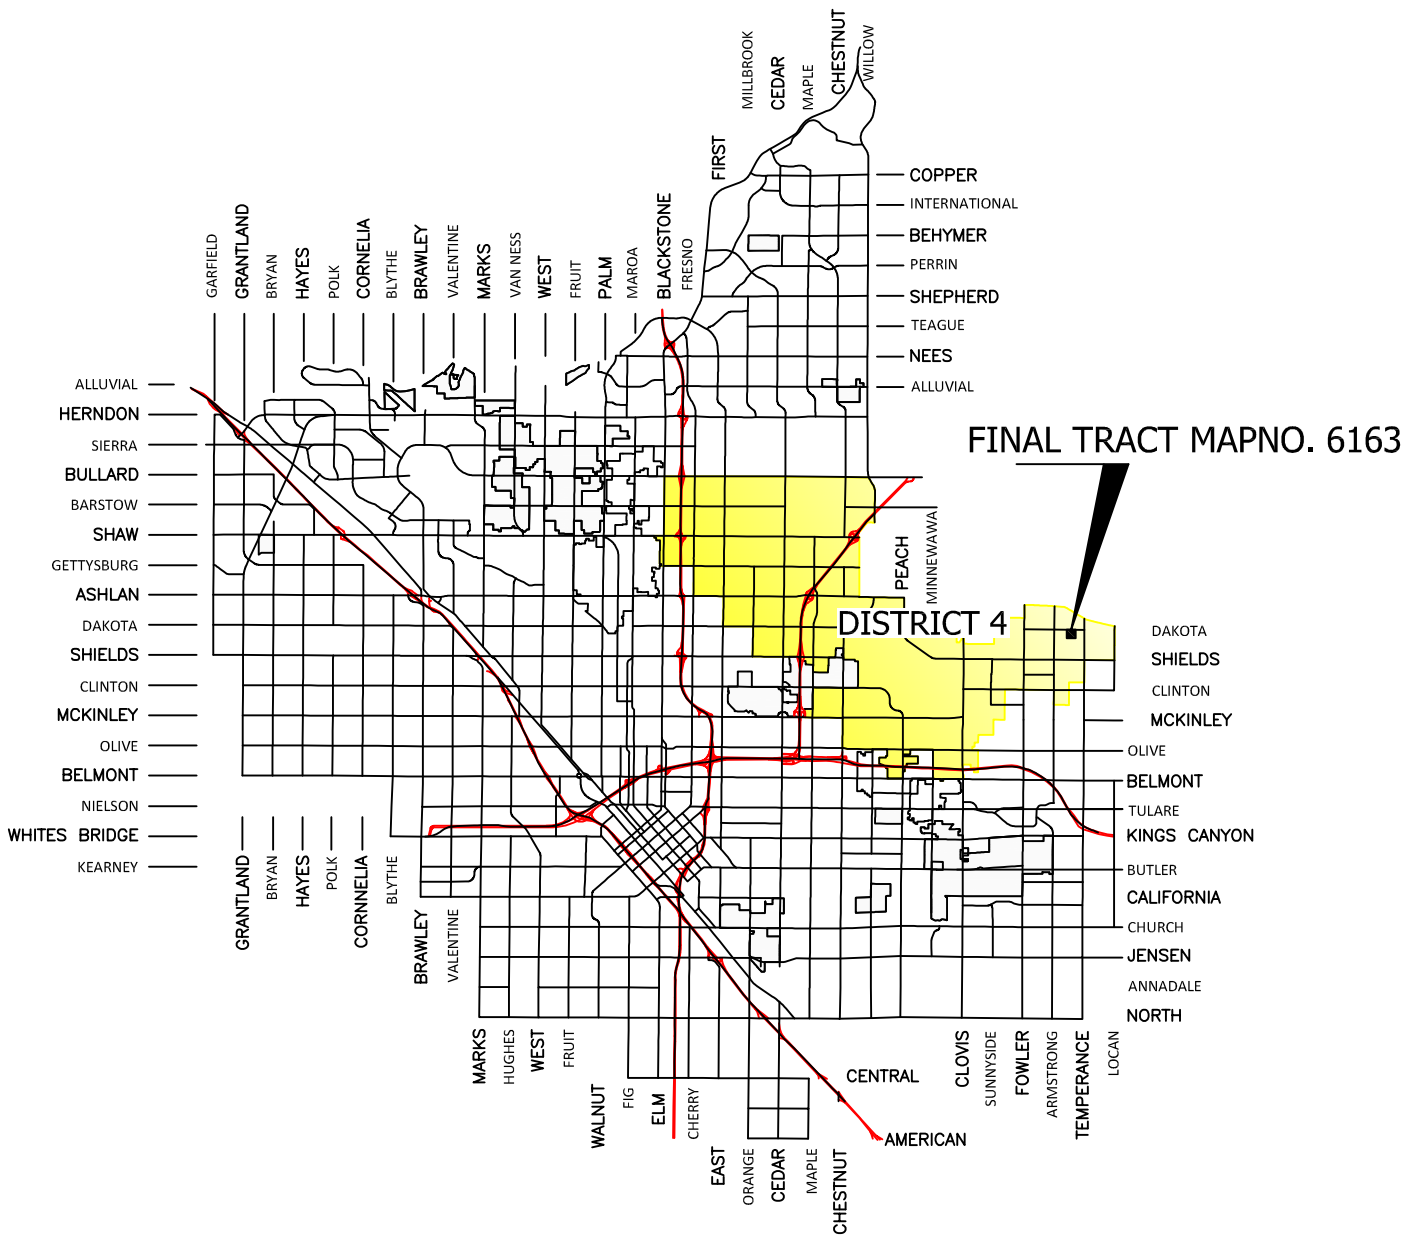 MILLBROOK
CEDAR
MAPLE
CHESTNUT
WILLOW
FIRST
COPPER
INTERNATIONAL
BEHYMER
PERRIN
SHEPHERD
TEAGUE
NEES
ALLUVIAL
GARFIELD
GRANTLAND
BRYAN
HAYES
POLK
CORNELIA
BLYTHE
BRAWLEY
VALENTINE
MARKS
VAN NESS
WEST
FRUIT
PALM
MAROA
BLACKSTONE
FRESNO
ALLUVIAL
HERNDON
SIERRA
BULLARD
BARSTOW
SHAW
GETTYSBURG
ASHLAN
DAKOTA
SHIELDS
CLINTON
MCKINLEY
OLIVE
BELMONT
NIELSON
WHITES BRIDGE
KEARNEY
FINAL TRACT MAPNO. 6163
PEACH
MINNEWAWA
DISTRICT 4
DAKOTA
SHIELDS
CLINTON
MCKINLEY
OLIVE
BELMONT
TULARE
KINGS CANYON
BUTLER
CALIFORNIA
CHURCH
JENSEN
ANNADALE
NORTH
GRANTLAND
BRYAN
HAYES
POLK
CORNNELIA
BLYTHE
BRAWLEY
VALENTINE
MARKS
HUGHES
WEST
FRUIT
WALNUT
FIG
ELM
CHERRY
EAST
ORANGE
CEDAR
MAPLE
CHESTNUT
CENTRAL
AMERICAN
CLOVIS
SUNNYSIDE
FOWLER
ARMSTRONG
TEMPERANCE
LOCAN